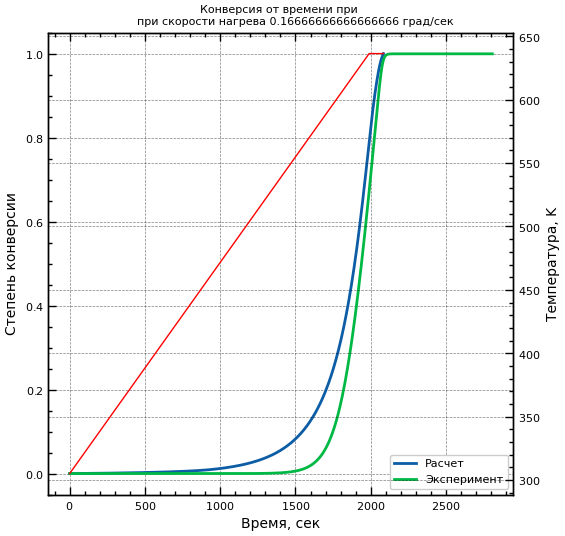 Конверсия от времени при
при скорости нагрева 0.16666666666666666 град/сек
Степень конверсии
1.0
0.8
0.6
0.4
0.2
0.0
650
600
550
500
450
400
350
300
Температура, K
Расчет
Эксперимент
0 500 1000 1500 2000 2500
Время, сек